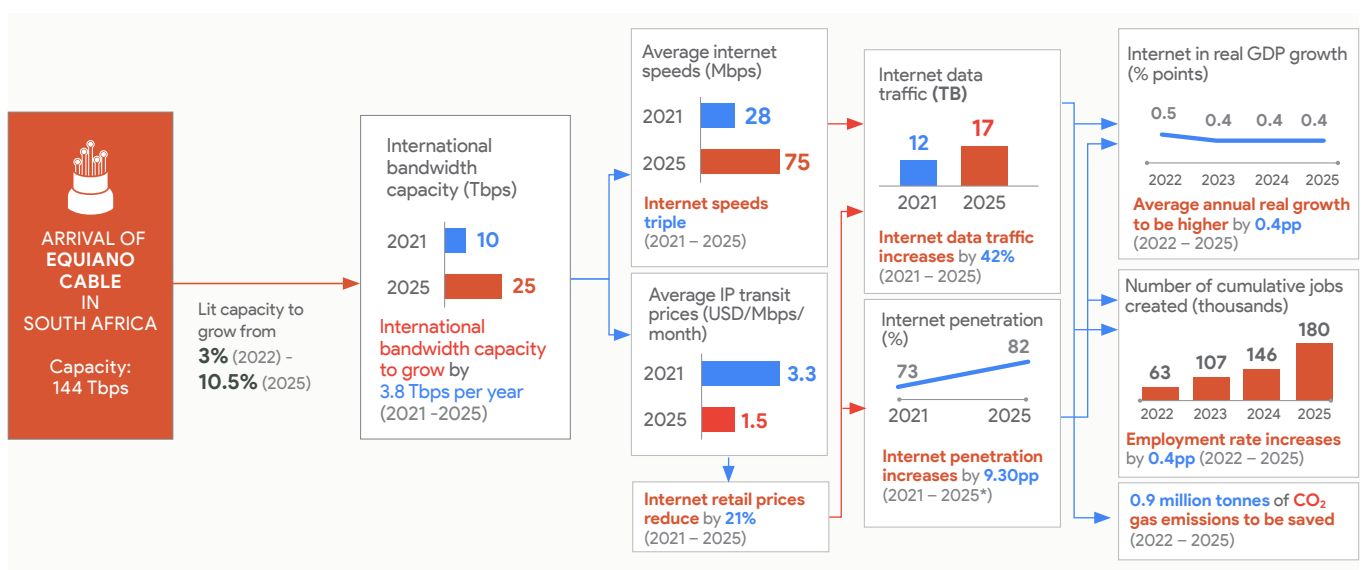 ARRIVAL OF
EQUIANO
CABLE
IN
SOUTH AFRICA
Capacity:
144 Tbps
Lit capacity to
grow from
3% (2022) -
10.5% (2025)
International
bandwidth
capacity (Tbps)
2021 10
2025 25
International
bandwidth capacity
to grow by
3.8 Tbps per year
(2021 -2025)
Average internet
speeds (Mbps)
2021 28
2025 75
Internet speeds
triple
(2021 – 2025)
Average IP transit
prices (USD/Mbps/
month)
2021 3.3
2025 1.5
Internet retail prices
reduce by 21%
(2021 – 2025)
Internet data
traffic (TB)
12 17
2021 2025
Internet data traffic
increases by 42%
(2021 – 2025)
Internet penetration
(%)
73 82
2021 2025
Internet penetration
increases by 9.30pp
(2021 – 2025*)
Internet in real GDP growth
(% points)
0.5 0.4 0.4 0.4
2022 2023 2024 2025
Average annual real growth
to be higher by 0.4pp
(2022 – 2025)
Number of cumulative jobs
created (thousands)
63 107 146 180
2022 2023 2024 2025
Employment rate increases
by 0.4pp (2022 – 2025)
0.9 million tonnes of CO₂
gas emissions to be saved
(2022 – 2025)